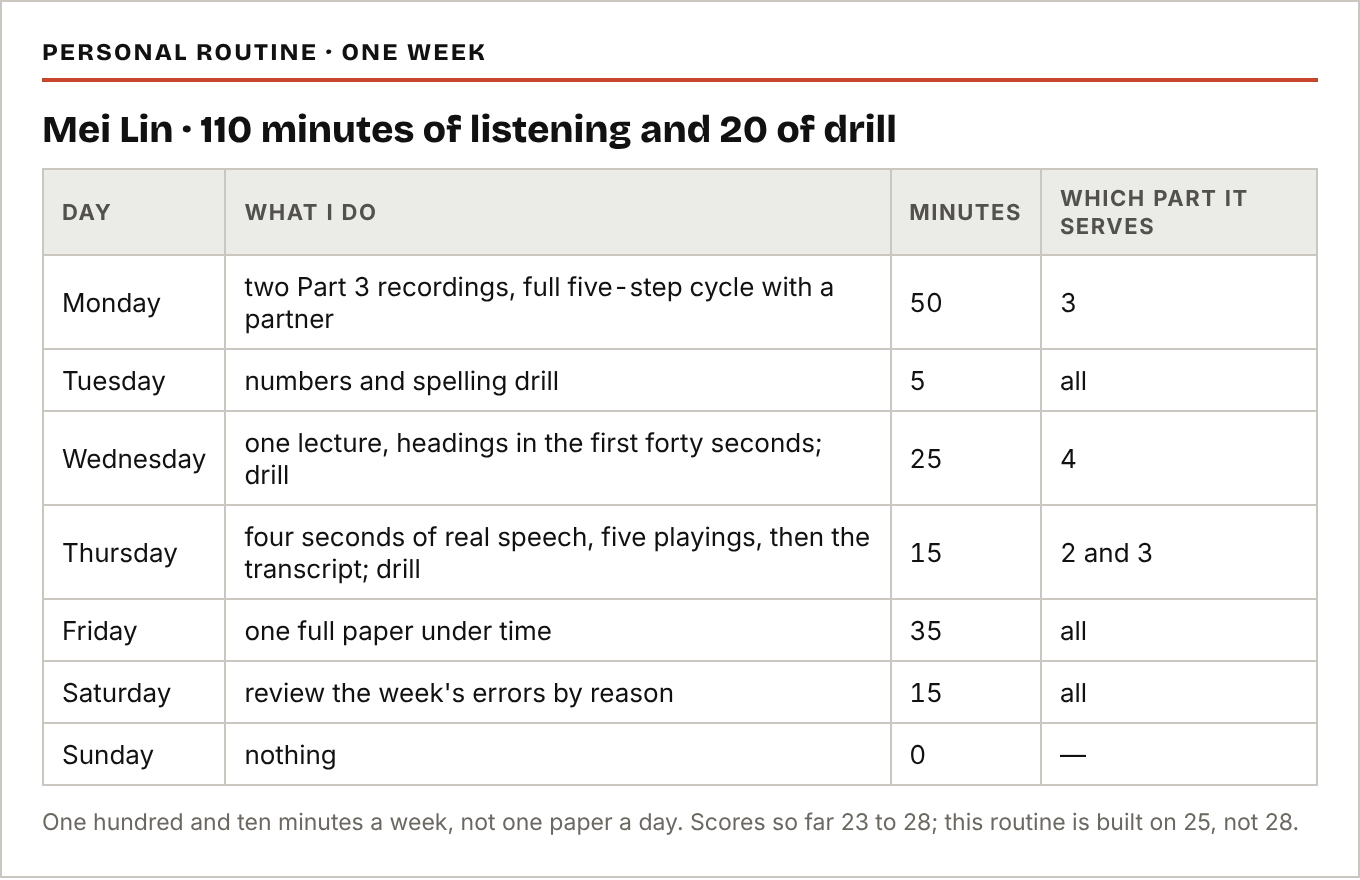 PERSONAL ROUTINE · ONE WEEK
Mei Lin · 110 minutes of listening and 20 of drill
DAY WHAT I DO MINUTES WHICH PART IT SERVES
Monday two Part 3 recordings, full five-step cycle with a partner 50 3
Tuesday numbers and spelling drill 5 all
Wednesday one lecture, headings in the first forty seconds; drill 25 4
Thursday four seconds of real speech, five playings, then the transcript; drill 15 2 and 3
Friday one full paper under time 35 all
Saturday review the week's errors by reason 15 all
Sunday nothing 0 —
One hundred and ten minutes a week, not one paper a day. Scores so far 23 to 28; this routine is built on 25, not 28.